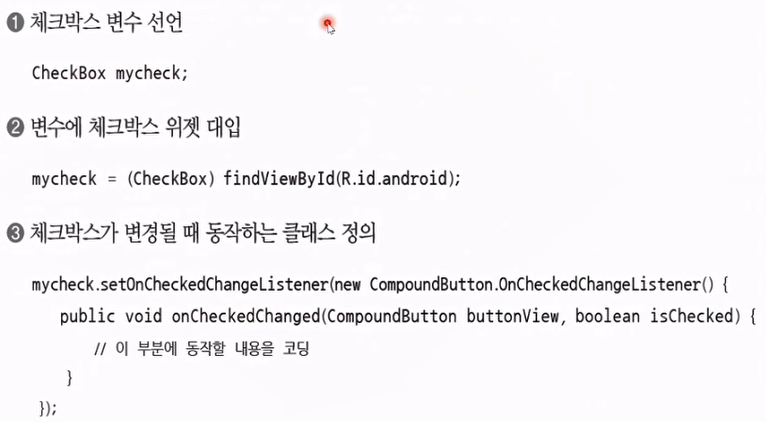 ❶ 체크박스 변수 선언
CheckBox mycheck;
❷ 변수에 체크박스 위젯 대입
mycheck = (CheckBox) findViewById(R.id.android);
❸ 체크박스가 변경될 때 동작하는 클래스 정의
mycheck.setOnCheckedChangeListener(new CompoundButton.OnCheckedChangeListener() {
public void onCheckedChanged(CompoundButton buttonView, boolean isChecked) {
// 이 부분에 동작할 내용을 코딩
}
});